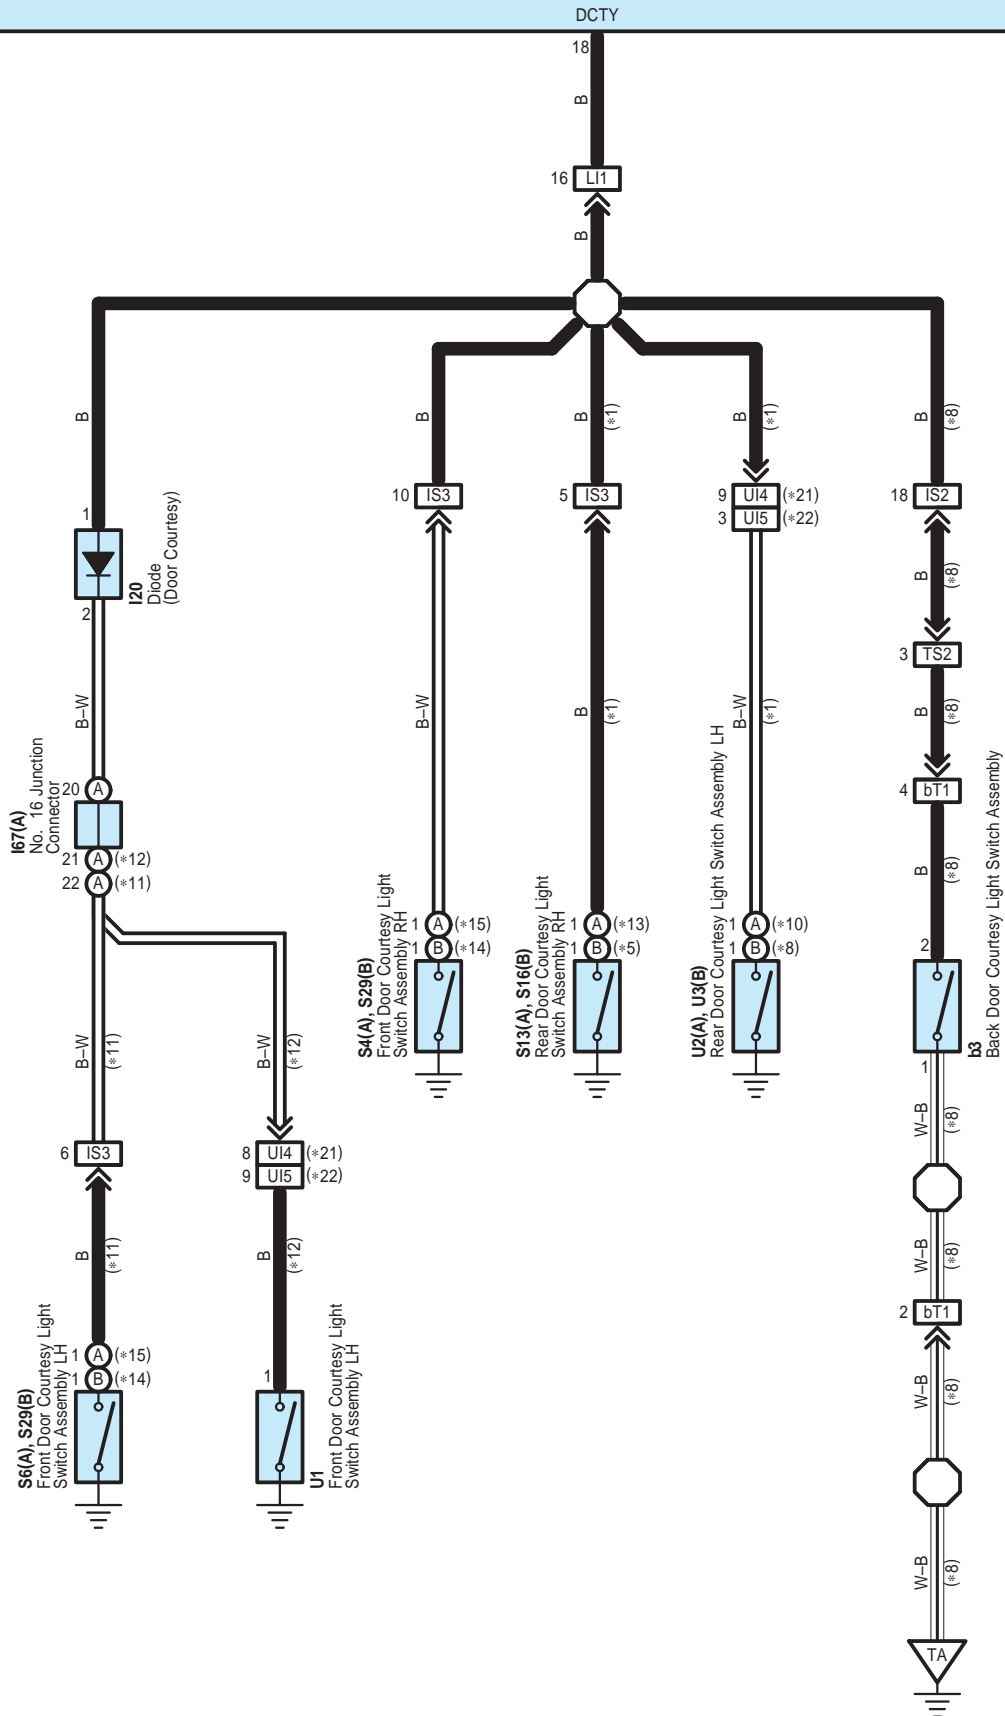 DCTY
18
B
16 LI1
B
B
B
B
(*1)
B
(*1)
B
(*8)
10 IS3
5 IS3
9 UI4 (*21)
3 UI5 (*22)
18 IS2
1
I20
Diode
(Door Courtesy)
2
B
(*8)
3 TS2
B–W
B–W
B
(*1)
B–W
(*1)
B
(*8)
I67(A)
No. 16 Junction
Connector
20 A
21 A (*12)
22 A (*11)
4 bT1
B
(*8)
S4(A), S29(B)
Front Door Courtesy Light
Switch Assembly RH
1 A (*15)
1 B (*14)
S13(A), S16(B)
Rear Door Courtesy Light
Switch Assembly RH
1 A (*13)
1 B (*5)
U2(A), U3(B)
Rear Door Courtesy Light Switch Assembly LH
1 A (*10)
1 B (*8)
2
b3
Back Door Courtesy Light Switch Assembly
1
B–W
(*11)
B–W
(*12)
W–B
(*8)
6 IS3
8 UI4 (*21)
9 UI5 (*22)
B
(*11)
B
(*12)
W–B
(*8)
2 bT1
S6(A), S29(B)
Front Door Courtesy Light
Switch Assembly LH
1 A (*15)
1 B (*14)
1
U1
Front Door Courtesy Light
Switch Assembly LH
W–B
(*8)
W–B
(*8)
TA